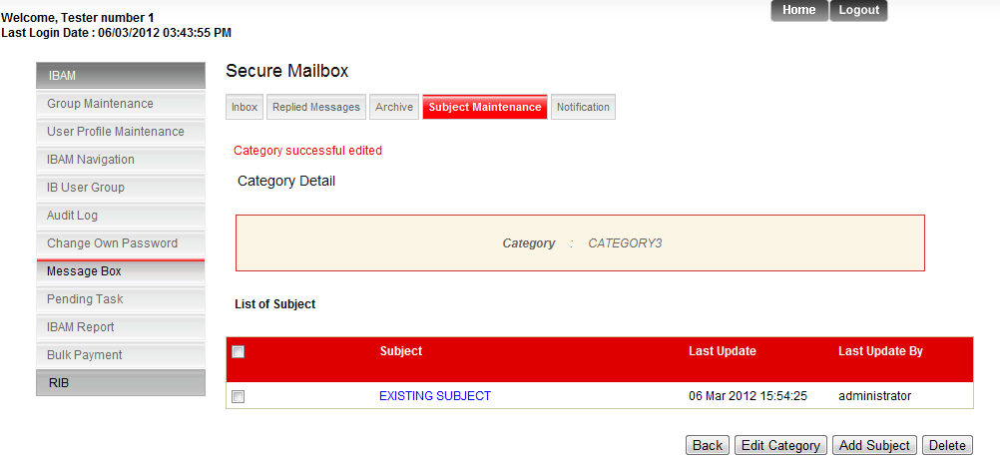 Welcome, Tester number 1
Last Login Date : 06/03/2012 03:43:55 PM
Home Logout
IBAM
Group Maintenance
User Profile Maintenance
IBAM Navigation
IB User Group
Audit Log
Change Own Password
Message Box
Pending Task
IBAM Report
Bulk Payment
RIB
Secure Mailbox
Inbox Replied Messages Archive Subject Maintenance Notification
Category successful edited
Category Detail
Category : CATEGORY3
List of Subject
Subject Last Update Last Update By
EXISTING SUBJECT 06 Mar 2012 15:54:25 administrator
Back Edit Category Add Subject Delete